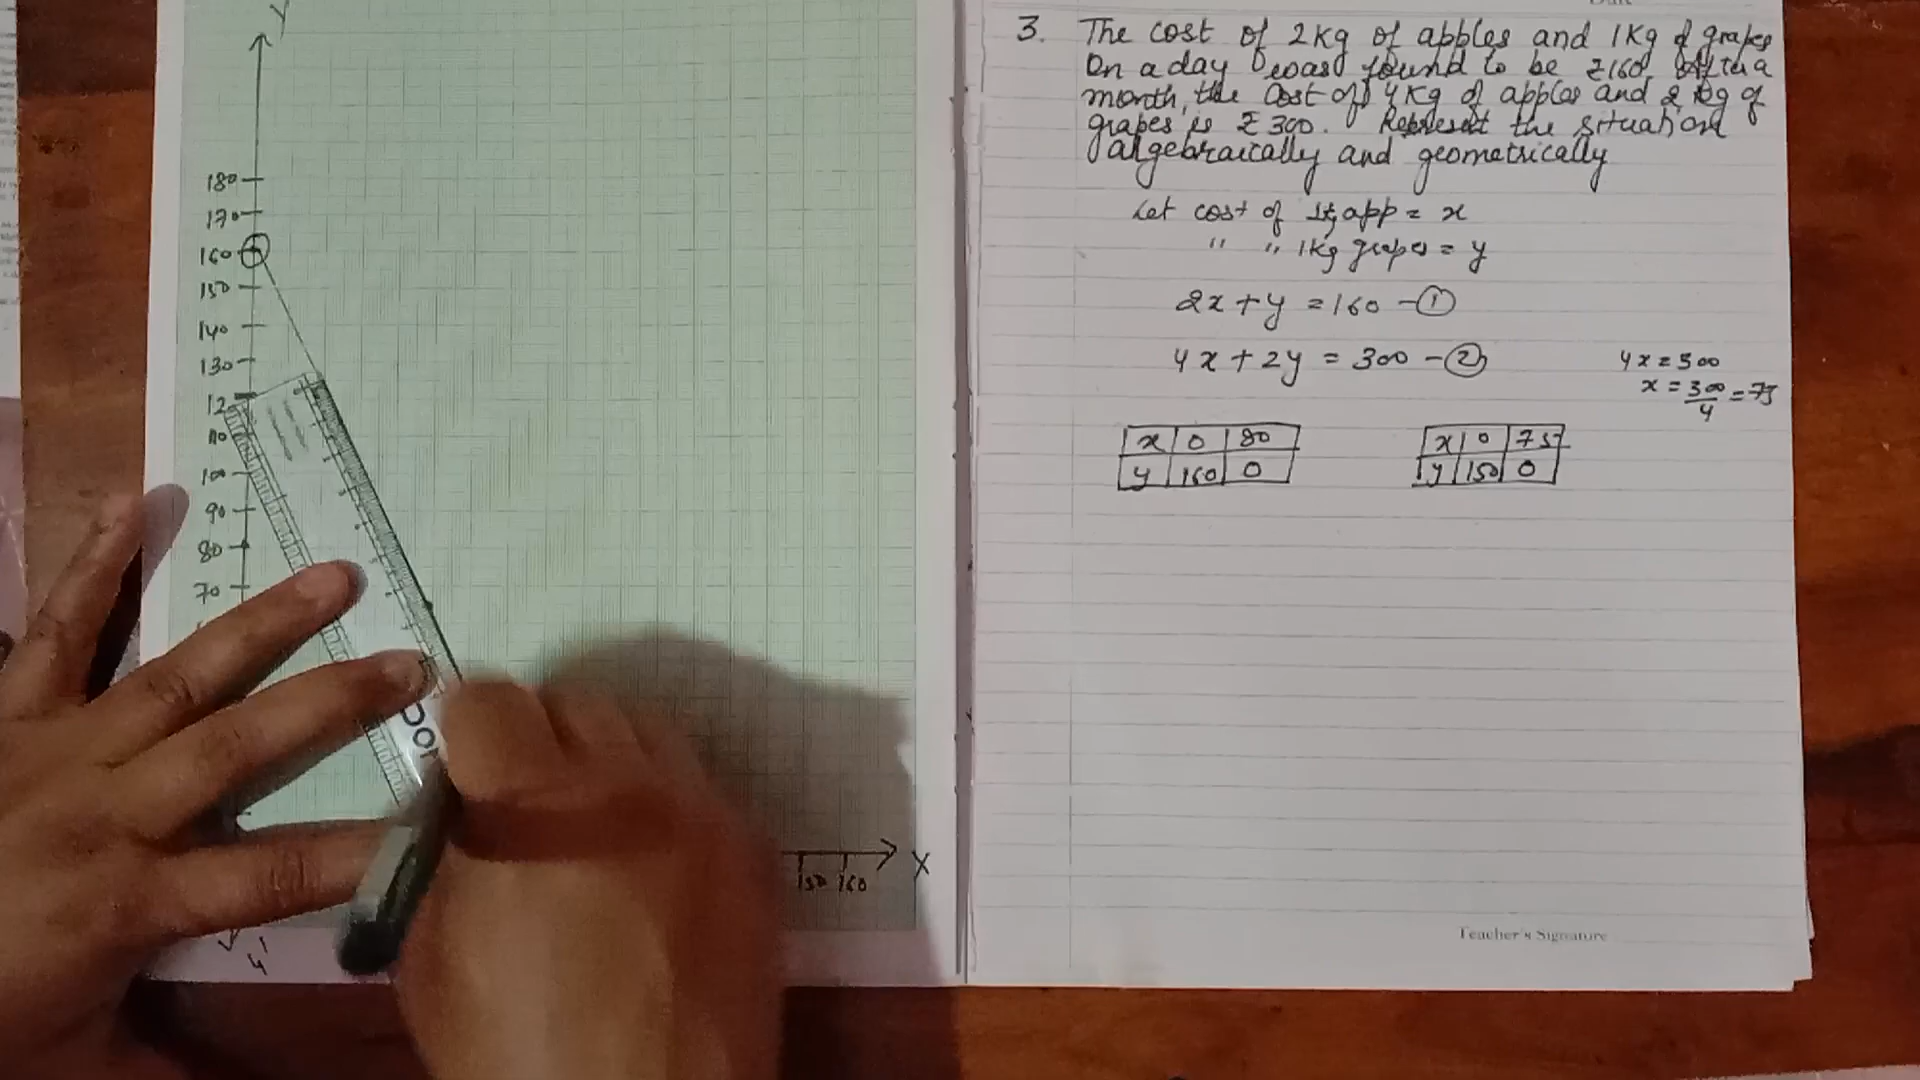 Y
180
170
160
150
140
130
12
110
100
90
80
70
150 160
X
3. The cost of 2Kg of apples and 1Kg of grapes
On a day was found to be ₹160. After a
month, the cost of 4Kg of apples and 2 Kg of
grapes is ₹300. Represent the situation
algebraically and geometrically
Let cost of 1kg app = x
" " 1Kg grapes = y
2x + y = 160 - ①
4x + 2y = 300 - ②
4x = 300
x = 300/4 = 75
x 0 80
y 160 0
x 0 75
y 150 0
Teacher's Signature